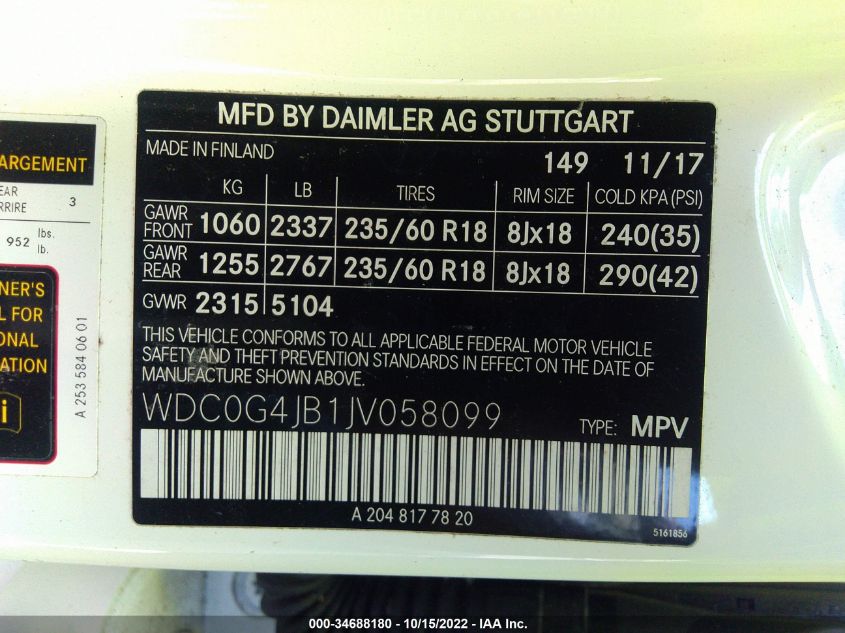 ARGEMENT
EAR
RRIRE 3
952 lbs.
lb.
NER'S
L FOR
ONAL
ATION
i
A 253 584 06 01
MFD BY DAIMLER AG STUTTGART
MADE IN FINLAND 149 11/17
KG LB TIRES RIM SIZE COLD KPA (PSI)
GAWR FRONT 1060 2337 235/60 R18 8Jx18 240(35)
GAWR REAR 1255 2767 235/60 R18 8Jx18 290(42)
GVWR 2315 5104
THIS VEHICLE CONFORMS TO ALL APPLICABLE FEDERAL MOTOR VEHICLE
SAFETY AND THEFT PREVENTION STANDARDS IN EFFECT ON THE DATE OF
MANUFACTURE SHOWN ABOVE.
WDC0G4JB1JV058099 TYPE: MPV
A 204 817 78 20
5161856
000-34688180 - 10/15/2022 - IAA Inc.